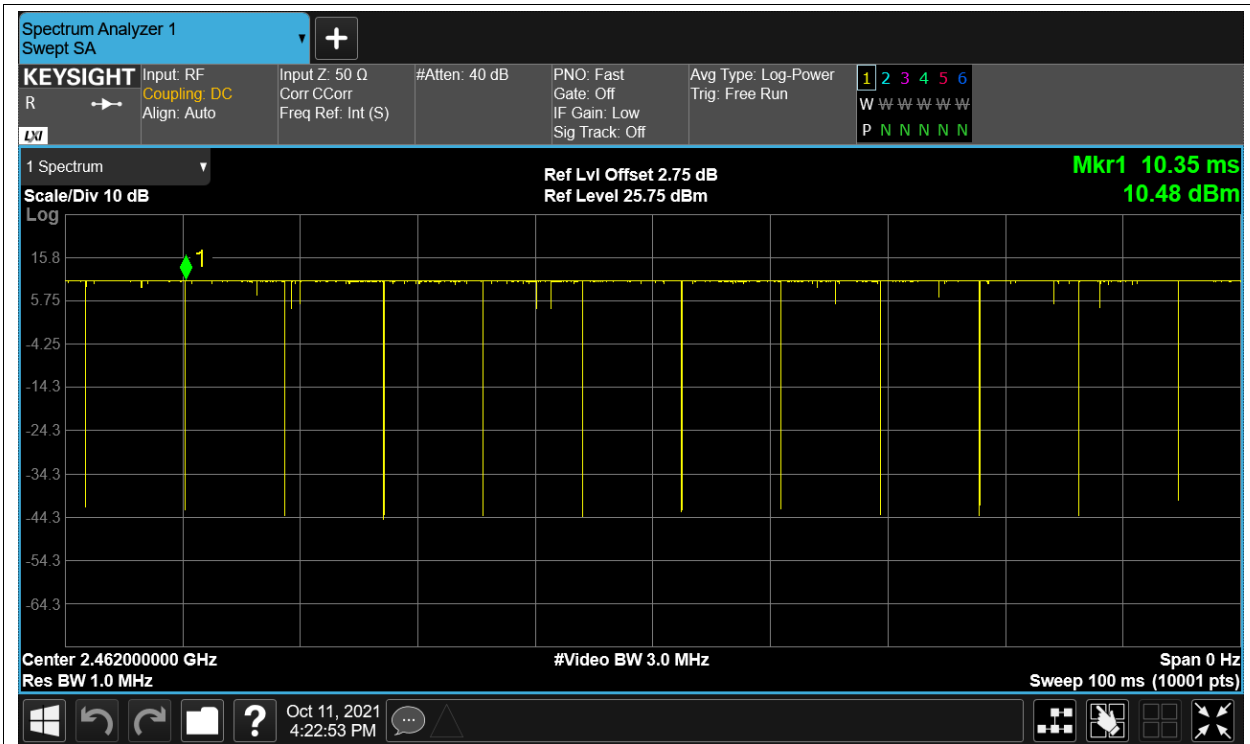 Spectrum Analyzer 1
Swept SA
KEYSIGHT
R
LXI
Input: RF
Coupling: DC
Align: Auto
Input Z: 50 Ω
Corr CCorr
Freq Ref: Int (S)
#Atten: 40 dB
PNO: Fast
Gate: Off
IF Gain: Low
Sig Track: Off
Avg Type: Log-Power
Trig: Free Run
1 2 3 4 5 6
W W W W W W
P N N N N N
1 Spectrum
Scale/Div 10 dB
Log
Ref Lvl Offset 2.75 dB
Ref Level 25.75 dBm
Mkr1 10.35 ms
10.48 dBm
1
15.8
5.75
-4.25
-14.3
-24.3
-34.3
-44.3
-54.3
-64.3
Center 2.462000000 GHz
Res BW 1.0 MHz
#Video BW 3.0 MHz
Span 0 Hz
Sweep 100 ms (10001 pts)
?
Oct 11, 2021
4:22:53 PM